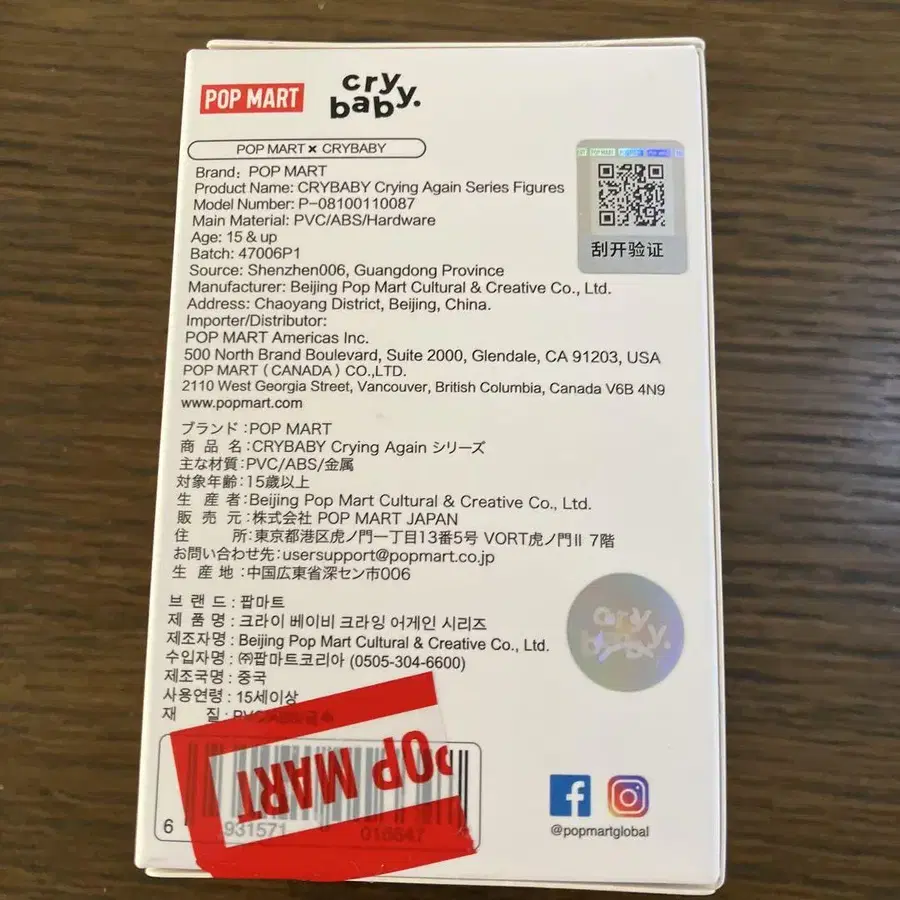 POP MART
cry baby.
POP MART × CRYBABY
Brand: POP MART
Product Name: CRYBABY Crying Again Series Figures
Model Number: P-08100110087
Main Material: PVC/ABS/Hardware
Age: 15 & up
Batch: 47006P1
Source: Shenzhen006, Guangdong Province
Manufacturer: Beijing Pop Mart Cultural & Creative Co., Ltd.
Address: Chaoyang District, Beijing, China.
Importer/Distributor:
POP MART Americas Inc.
500 North Brand Boulevard, Suite 2000, Glendale, CA 91203, USA
POP MART (CANADA) CO.,LTD.
2110 West Georgia Street, Vancouver, British Columbia, Canada V6B 4N9
www.popmart.com
刮开验证
ブランド:POP MART
商品名:CRYBABY Crying Again シリーズ
主な材質:PVC/ABS/金属
対象年齢:15歳以上
生産者:Beijing Pop Mart Cultural & Creative Co., Ltd.
販売元:株式会社 POP MART JAPAN
住所:東京都港区虎ノ門一丁目13番5号 VORT虎ノ門II 7階
お問い合わせ先:usersupport@popmart.co.jp
生産地:中国広東省深セン市006
브랜드:팝마트
제품명:크라이 베이비 크라잉 어게인 시리즈
제조자명:Beijing Pop Mart Cultural & Creative Co., Ltd.
수입자명:㈜팝마트코리아 (0505-304-6600)
제조국명:중국
사용연령:15세이상
재질:
cry baby.
POP MART
6 931571 016647
@popmartglobal